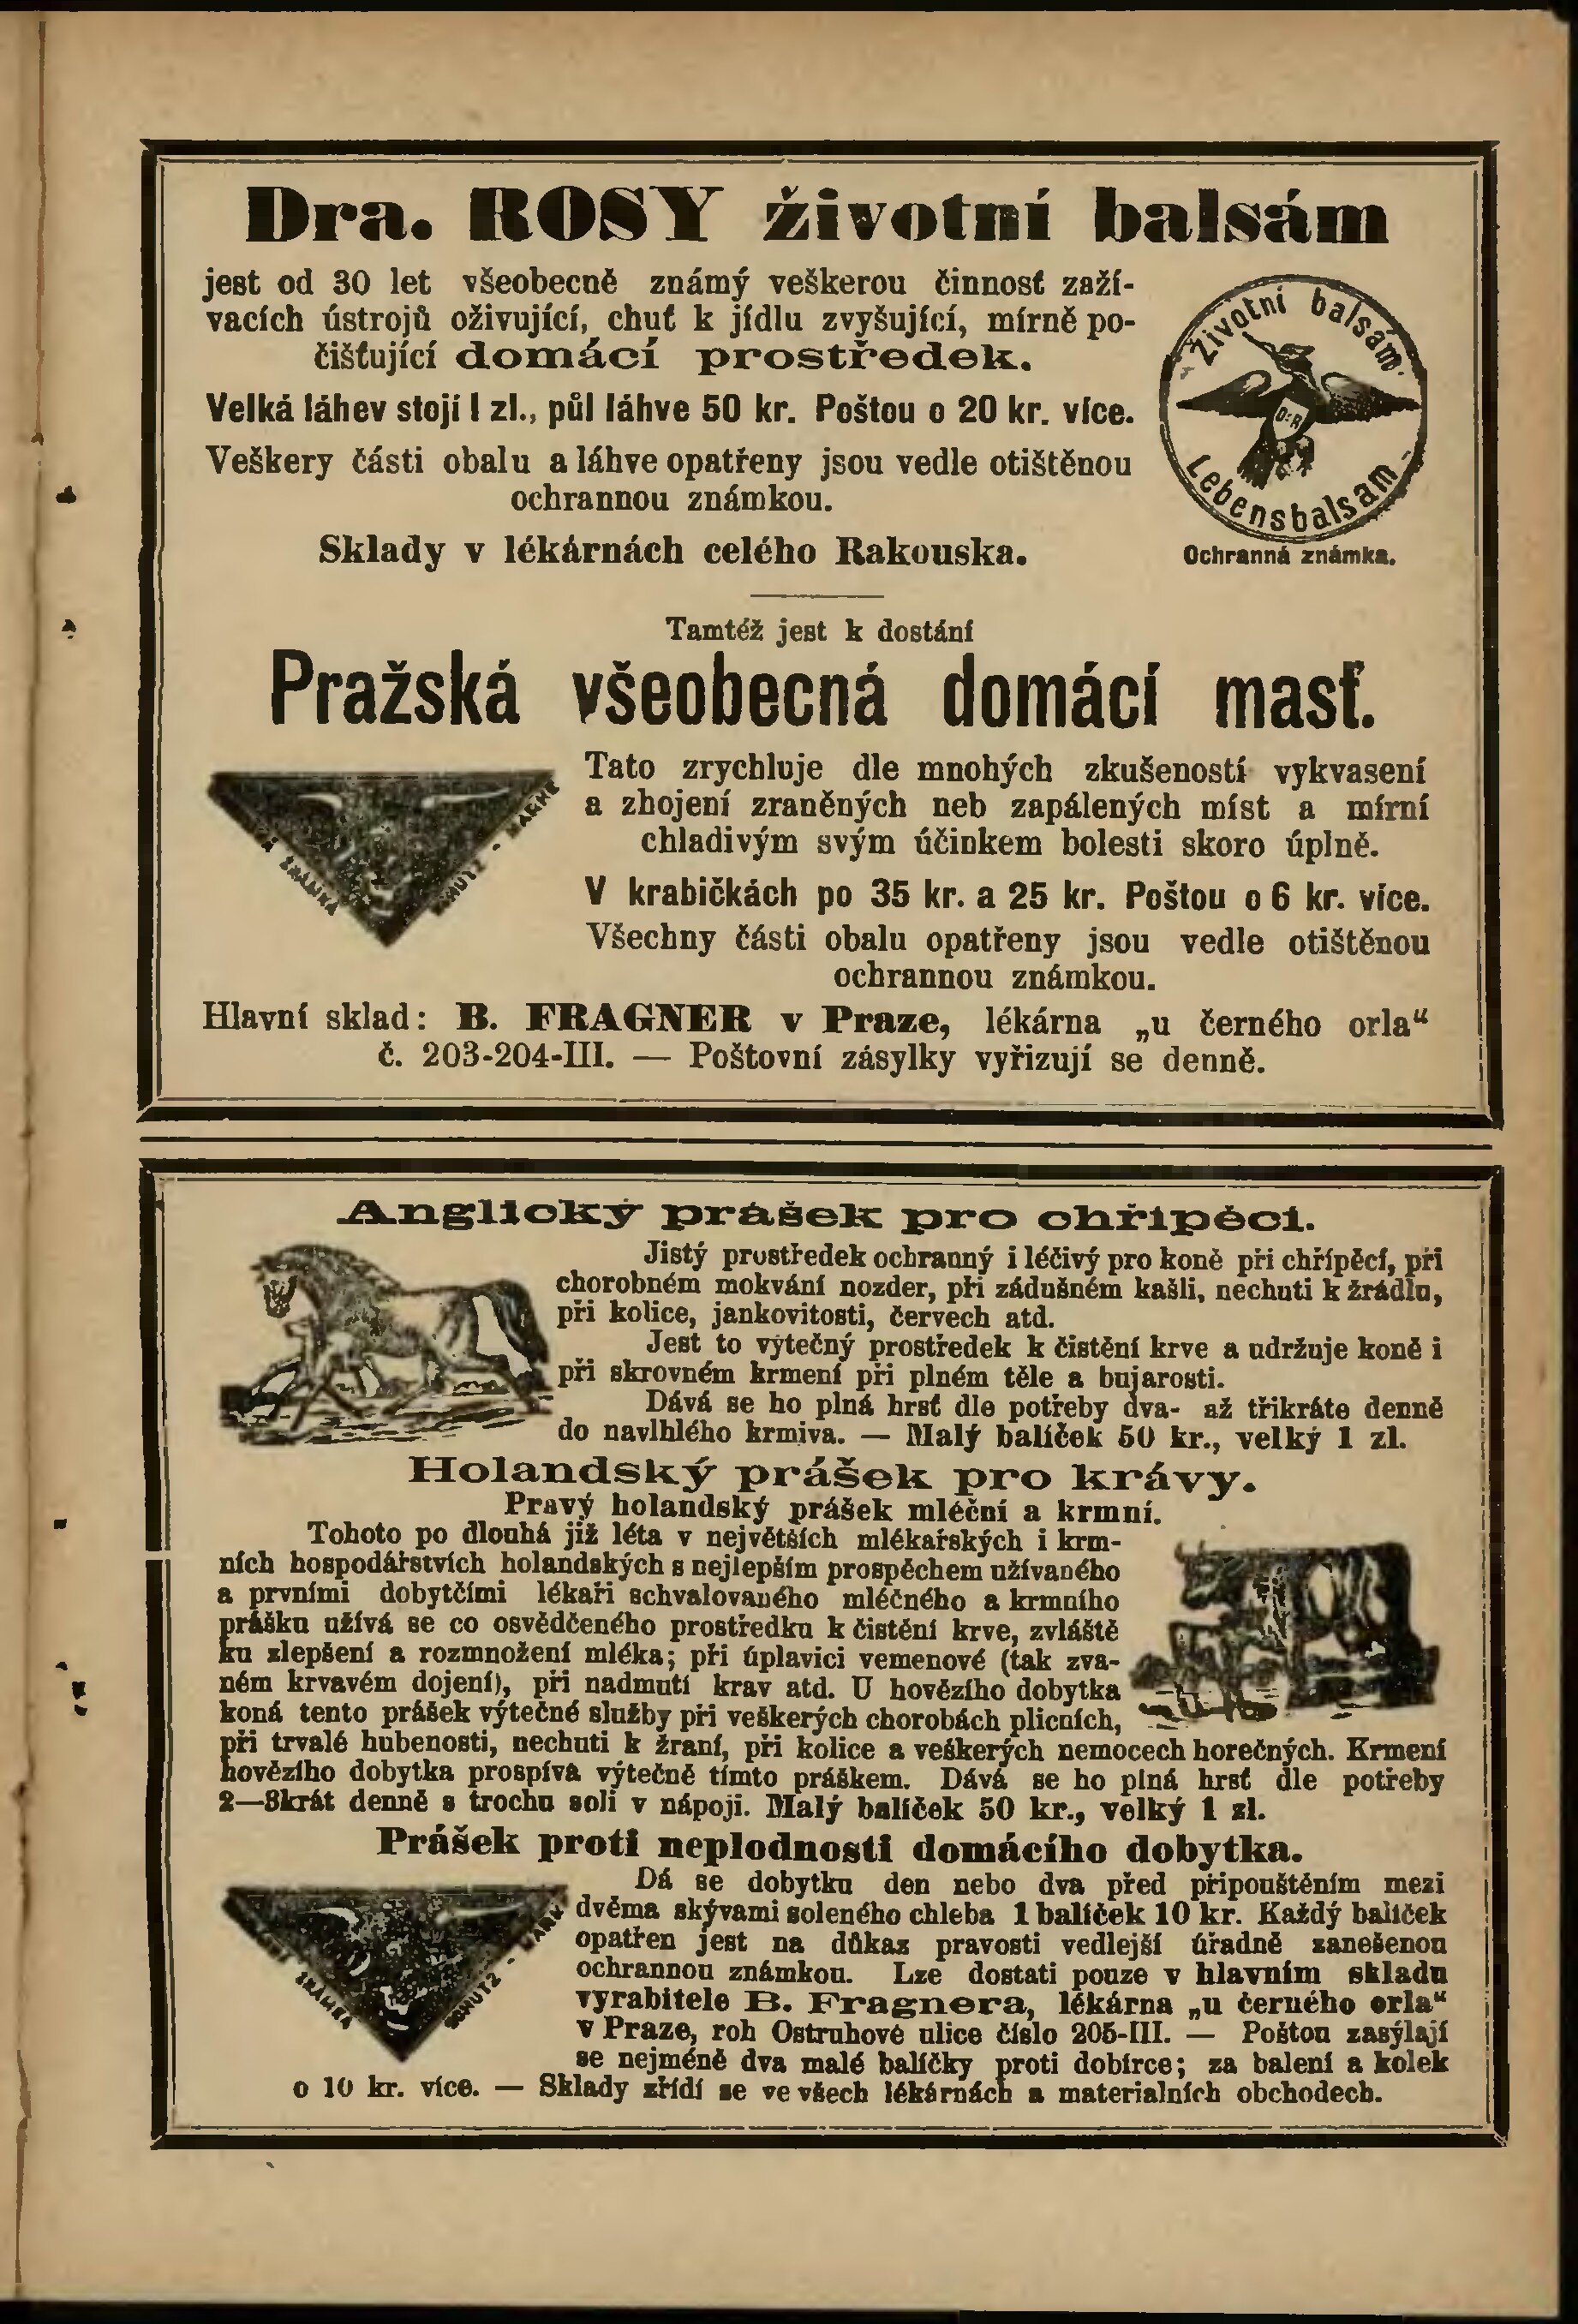 Dra. ROSY životní balsám
jest od 30 let všeobecně známý veškerou činnosť zaží-
vacích ústrojů oživující, chuť k jídlu zvyšující, mírně po-
čišťující domácí prostředek.
Velká láhev stojí 1 zl., půl láhve 50 kr. Poštou o 20 kr. více.
Veškery části obalu a láhve opatřeny jsou vedle otištěnou
ochrannou známkou.
Sklady v lékárnách celého Rakouska.
Životní balsám
D:R
Lebensbalsam
Ochranná známka.
Tamtéž jest k dostání
Pražská všeobecná domácí masť.
Tato zrychluje dle mnohých zkušeností vykvasení
a zhojení zraněných neb zapálených míst a mírní
chladivým svým účinkem bolesti skoro úplně.
V krabičkách po 35 kr. a 25 kr. Poštou o 6 kr. více.
Všechny části obalu opatřeny jsou vedle otištěnou
ochrannou známkou.
ZNÁMKA SCHUTZ - MARKE
Hlavní sklad: B. FRAGNER v Praze, lékárna „u černého orla“
č. 203-204-III. — Poštovní zásylky vyřizují se denně.
Anglický prášek pro chřipěci.
Jistý prostředek ochranný i léčivý pro koně při chřípěcí, při
chorobném mokvání nozder, při zádušném kašli, nechuti k žrádlu,
při kolice, jankovitosti, červech atd.
Jest to výtečný prostředek k čistění krve a udržuje koně i
při skrovném krmení při plném těle a bujarosti.
Dává se ho plná hrsť dle potřeby dva- až třikráte denně
do navlhlého krmiva. — Malý balíček 50 kr., velký 1 zl.
Holandský prášek pro krávy.
Pravý holandský prášek mléční a krmní.
Tohoto po dlouhá již léta v největších mlékařských i krm-
ních hospodářstvích holandských s nejlepším prospěchem užívaného
a prvními dobytčími lékaři schvalovaného mléčného a krmního
prášku užívá se co osvědčeného prostředku k čistění krve, zvláště
ku zlepšení a rozmnožení mléka; při úplavici vemenové (tak zva-
ném krvavém dojení), při nadmutí krav atd. U hovězího dobytka
koná tento prášek výtečné služby při veškerých chorobách plicních,
při trvalé hubenosti, nechuti k žraní, při kolice a veškerých nemocech horečných. Krmení
hovězího dobytka prospívá výtečně tímto práškem. Dává se ho plná hrsť dle potřeby
2—3krát denně s trochu soli v nápoji. Malý balíček 50 kr., velký 1 zl.
Prášek proti neplodnosti domácího dobytka.
Dá se dobytku den nebo dva před připouštěním mezi
dvěma skývami soleného chleba 1 balíček 10 kr. Každý balíček
opatřen jest na důkaz pravosti vedlejší úřadně zanešenou
ochrannou známkou. Lze dostati pouze v hlavním skladu
vyrabitele B. Fragnera, lékárna „u černého orla“
v Praze, roh Ostruhové ulice číslo 205-III. — Poštou zasýlají
se nejméně dva malé balíčky proti dobírce; za balení a kolek
o 10 kr. více. — Sklady zřídí se ve všech lékárnách a materialních obchodech.
ZNÁMKA SCHUTZ - MARK